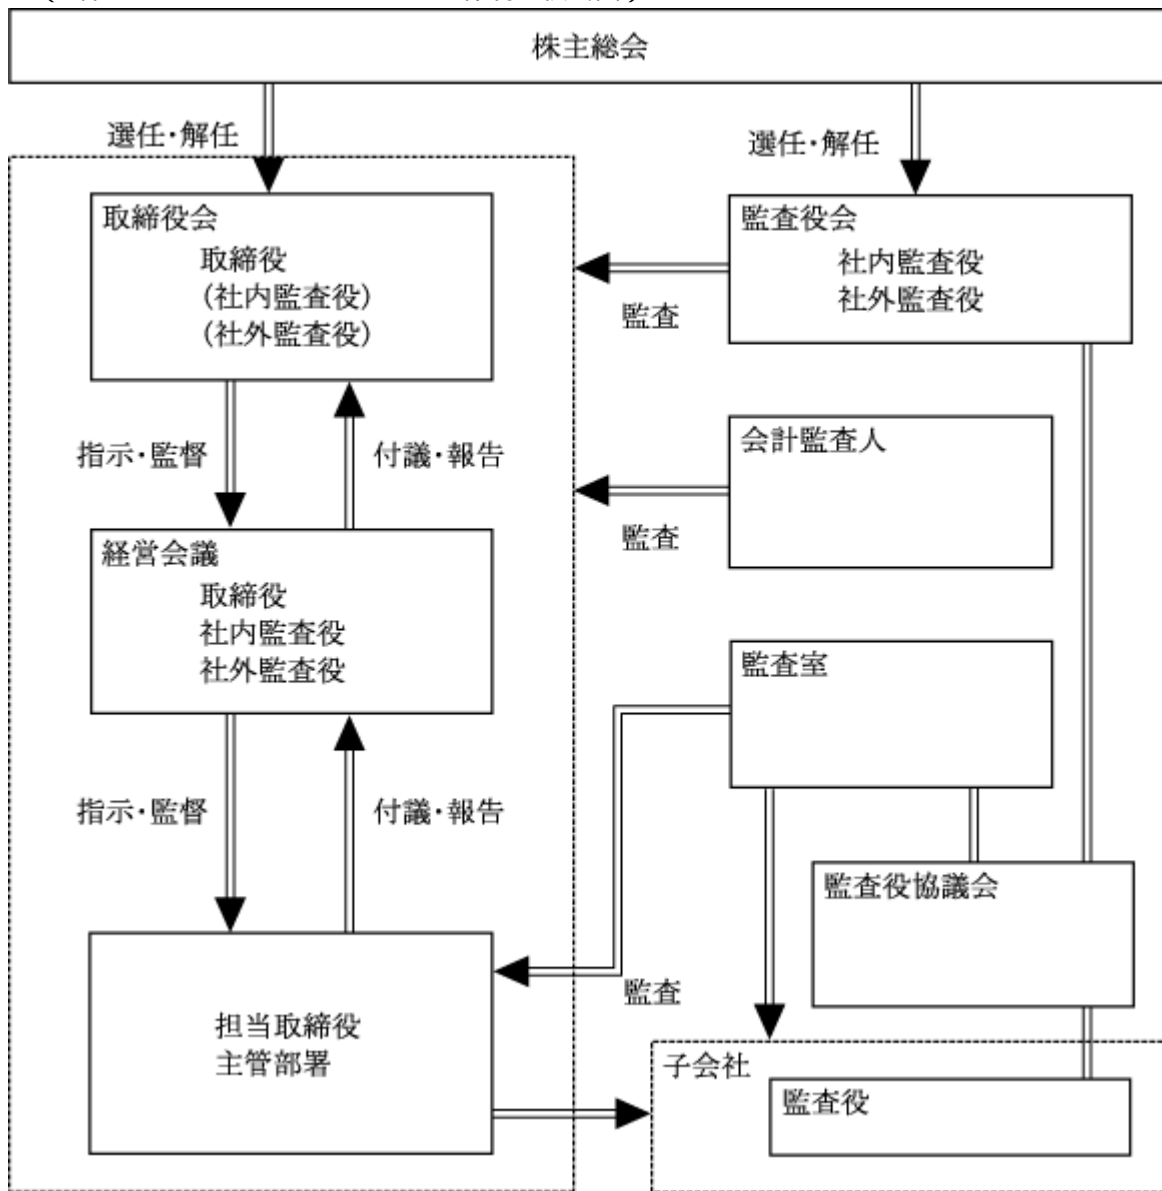 株主総会
選任・解任
選任・解任
取締役会
取締役
(社内監査役)
(社外監査役)
監査役会
社内監査役
社外監査役
監査
指示・監督
付議・報告
会計監査人
監査
経営会議
取締役
社内監査役
社外監査役
監査室
指示・監督
付議・報告
監査役協議会
監査
担当取締役
主管部署
子会社
監査役